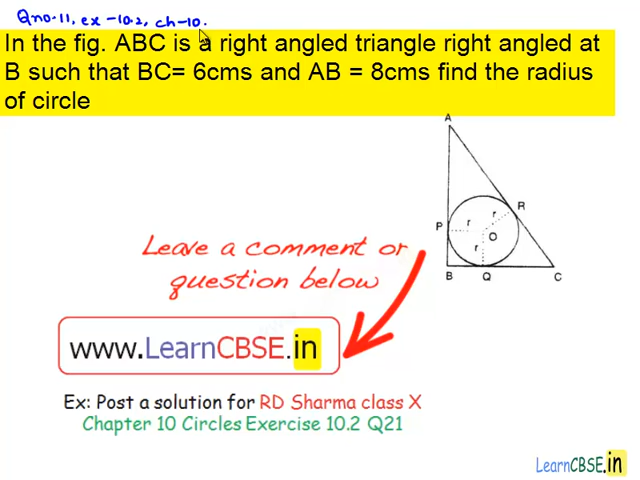 Qno.11, ex-10.2, ch-10.
In the fig. ABC is a right angled triangle right angled at
B such that BC= 6cms and AB = 8cms find the radius
of circle
A
R
P
r
r
O
r
B
Q
C
Leave a comment or
question below
www.LearnCBSE.in
Ex: Post a solution for RD Sharma class X
Chapter 10 Circles Exercise 10.2 Q21
LearnCBSE.in